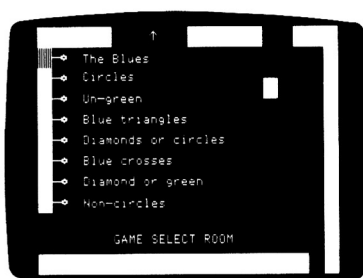 The Blues
Circles
Un-green
Blue triangles
Diamonds or circles
Blue crosses
Diamond or green
Non-circles
GAME SELECT ROOM